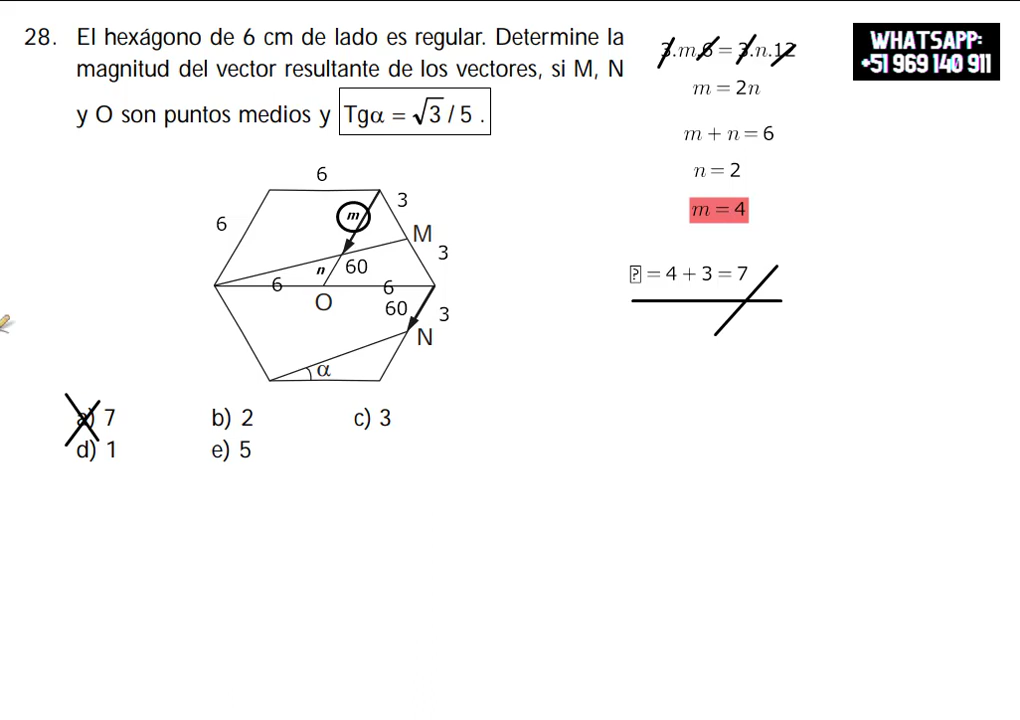 28. El hexágono de 6 cm de lado es regular. Determine la
magnitud del vector resultante de los vectores, si M, N
y O son puntos medios y Tgα = √3 / 5 .
6
6
3
m
M
3
n
60
6
6
O
60
3
N
α
a) 7 b) 2 c) 3
d) 1 e) 5
3.m.6 = 3.n.12
m = 2n
m + n = 6
n = 2
m = 4
= 4 + 3 = 7
WHATSAPP:
+51 969 140 911